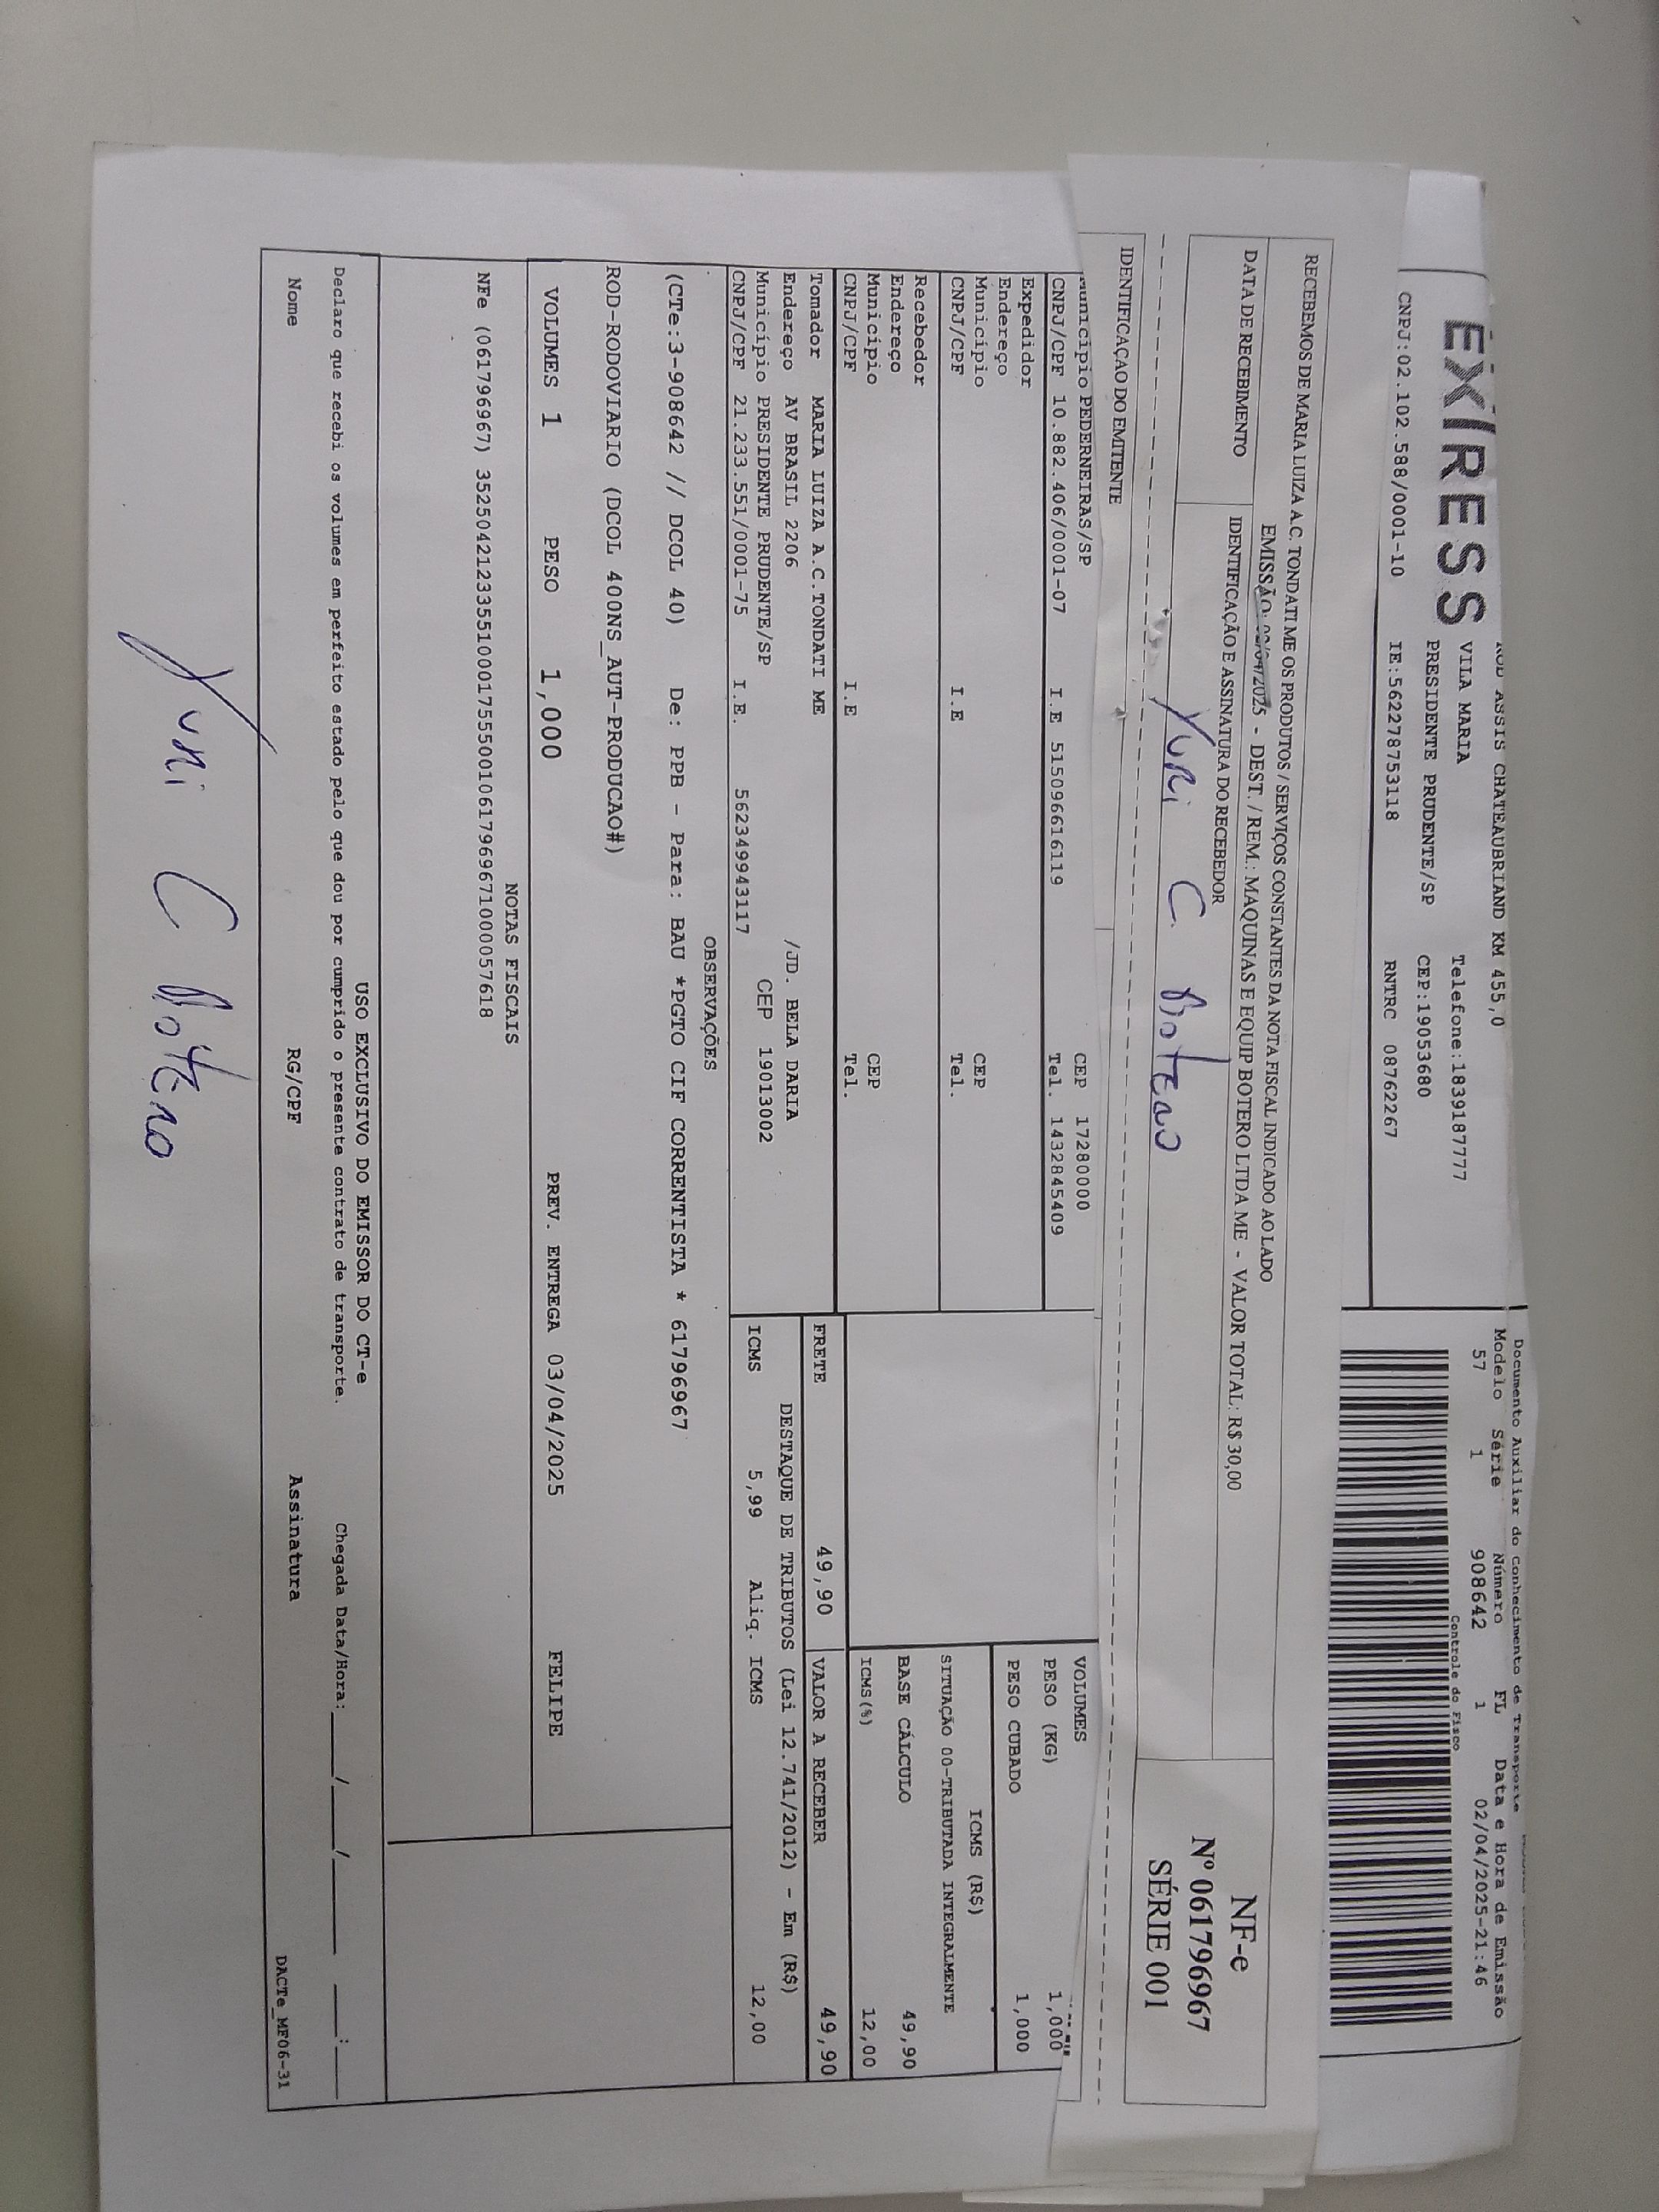 ROD ASSIS CHATEAUBRIAND KM 455,0
EXPRESS
VILA MARIA
Telefone:1839187777
PRESIDENTE PRUDENTE/SP
CEP:19053680
CNPJ:02.102.588/0001-10
IE:562278753118
RNTRC 08762267
Documento Auxiliar do Conhecimento de Transporte
Modelo Série Número FL Data e Hora de Emissão
57 1 908642 1 02/04/2025-21:46
Controle do Fisco
RECEBEMOS DE MARIA LUIZA A.C. TONDATI ME OS PRODUTOS / SERVIÇOS CONSTANTES DA NOTA FISCAL INDICADO AO LADO
EMISSÃO: 02/04/2025 - DEST. / REM.: MAQUINAS E EQUIP BOTERO LTDA ME - VALOR TOTAL: R$ 30,00
DATA DE RECEBIMENTO
IDENTIFICAÇÃO E ASSINATURA DO RECEBEDOR
Yuri C. Botero
NF-e
Nº 061796967
SÉRIE 001
IDENTIFICAÇAO DO EMITENTE
Município PEDERNEIRAS/SP CEP 17280000
CNPJ/CPF 10.882.406/0001-07 I.E 515096616119 Tel. 1432845409
Expedidor
Endereço
Município CEP
CNPJ/CPF I.E Tel.
Recebedor
Endereço
Município CEP
CNPJ/CPF I.E Tel.
VOLUMES
PESO (KG) 1,000
PESO CUBADO 1,000
ICMS (R$)
SITUAÇÃO 00-TRIBUTADA INTEGRALMENTE
BASE CÁLCULO 49,90
ICMS(%) 12,00
Tomador MARIA LUIZA A.C.TONDATI ME
Endereço AV BRASIL 2206 /JD. BELA DARIA
Município PRESIDENTE PRUDENTE/SP CEP 19013002
CNPJ/CPF 21.233.551/0001-75 I.E. 562349943117
FRETE 49,90 VALOR A RECEBER 49,90
DESTAQUE DE TRIBUTOS (Lei 12.741/2012) - Em (R$)
ICMS 5,99 Aliq. ICMS 12,00
OBSERVAÇÕES
(CTe:3-908642 // DCOL 40) De: PPB - Para: BAU *PGTO CIF CORRENTISTA * 61796967
ROD-RODOVIARIO (DCOL 400NS_AUT-PRODUCAO#)
VOLUMES 1 PESO 1,000 PREV. ENTREGA 03/04/2025 FELIPE
NOTAS FISCAIS
NFe (061796967) 35250421233551000175550010617969671000057618
USO EXCLUSIVO DO EMISSOR DO CT-e
Declaro que recebi os volumes em perfeito estado pelo que dou por cumprido o presente contrato de transporte. Chegada Data/Hora:____/____/____ ___:___
Nome RG/CPF Assinatura
DACTe_MF06-31
Yuri C Botero